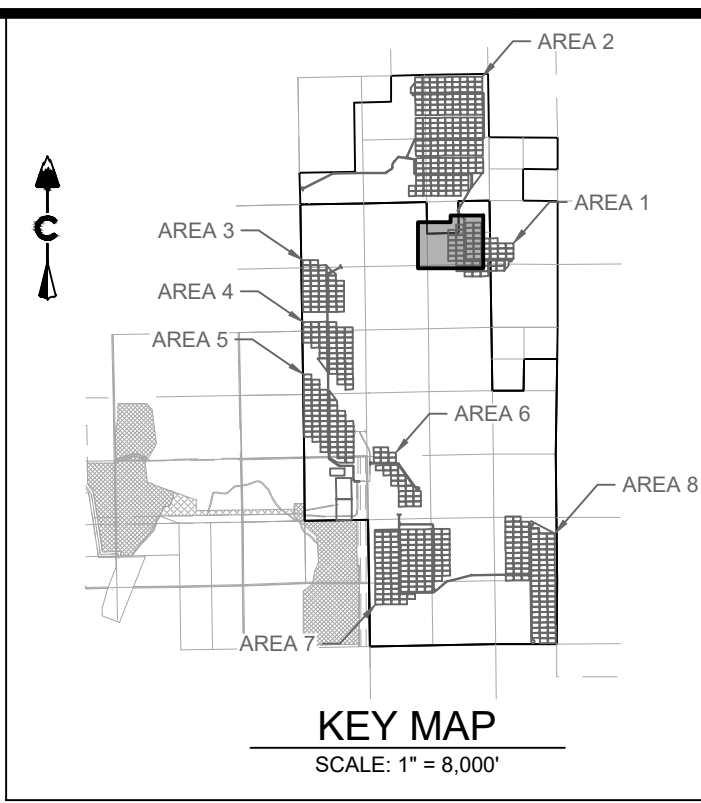 AREA 2
AREA 1
AREA 3
AREA 4
AREA 5
AREA 6
AREA 8
AREA 7
C
KEY MAP
SCALE: 1" = 8,000'